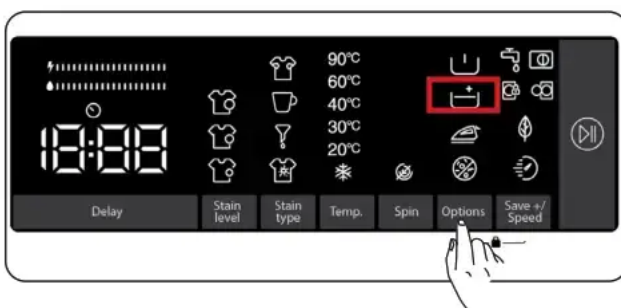 90°C
60°C
40°C
30°C
20°C
18:88
Delay
Stain level
Stain type
Temp.
Spin
Options
Save +/ Speed